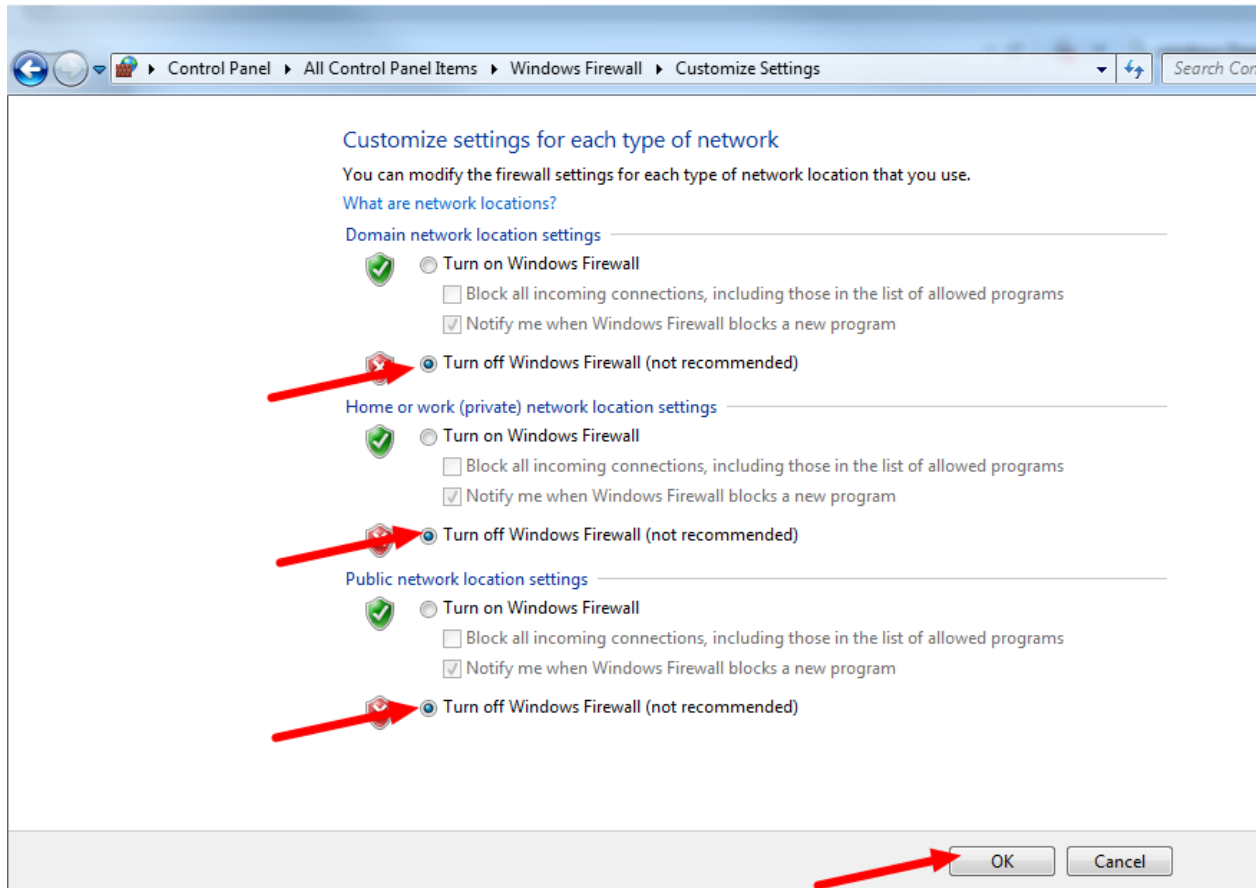 Control Panel ▸ All Control Panel Items ▸ Windows Firewall ▸ Customize Settings
Search Con
Customize settings for each type of network
You can modify the firewall settings for each type of network location that you use.
What are network locations?
Domain network location settings
Turn on Windows Firewall
Block all incoming connections, including those in the list of allowed programs
Notify me when Windows Firewall blocks a new program
Turn off Windows Firewall (not recommended)
Home or work (private) network location settings
Turn on Windows Firewall
Block all incoming connections, including those in the list of allowed programs
Notify me when Windows Firewall blocks a new program
Turn off Windows Firewall (not recommended)
Public network location settings
Turn on Windows Firewall
Block all incoming connections, including those in the list of allowed programs
Notify me when Windows Firewall blocks a new program
Turn off Windows Firewall (not recommended)
OK
Cancel